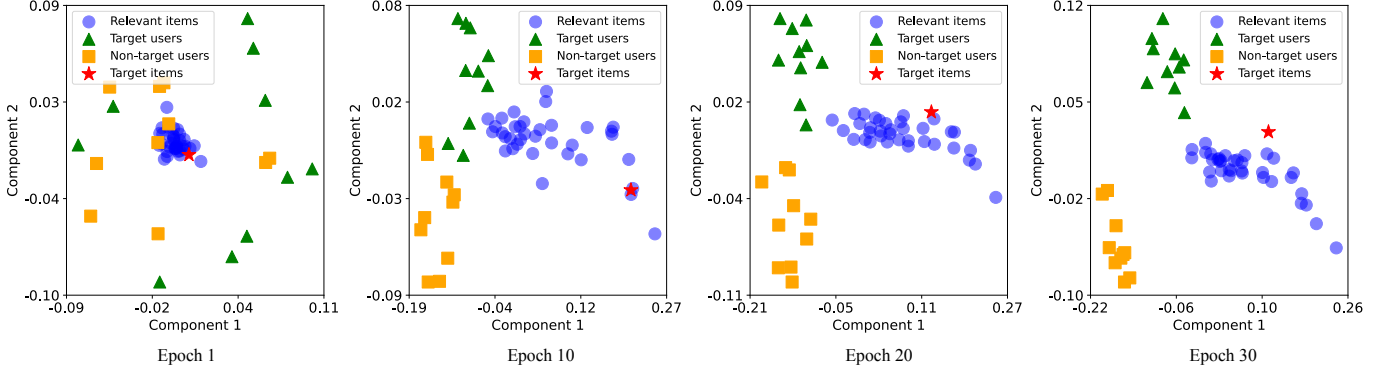 0.09
0.03
-0.04
-0.10
Component 2
Relevant items
Target users
Non-target users
Target items
-0.09
-0.02
0.04
0.11
Component 1
Epoch 1
0.08
0.02
-0.03
-0.09
Component 2
Relevant items
Target users
Non-target users
Target items
-0.19
-0.04
0.12
0.27
Component 1
Epoch 10
0.09
0.02
-0.04
-0.11
Component 2
Relevant items
Target users
Non-target users
Target items
-0.21
-0.05
0.11
0.27
Component 1
Epoch 20
0.12
0.05
-0.02
-0.10
Component 2
Relevant items
Target users
Non-target users
Target items
-0.22
-0.06
0.10
0.26
Component 1
Epoch 30